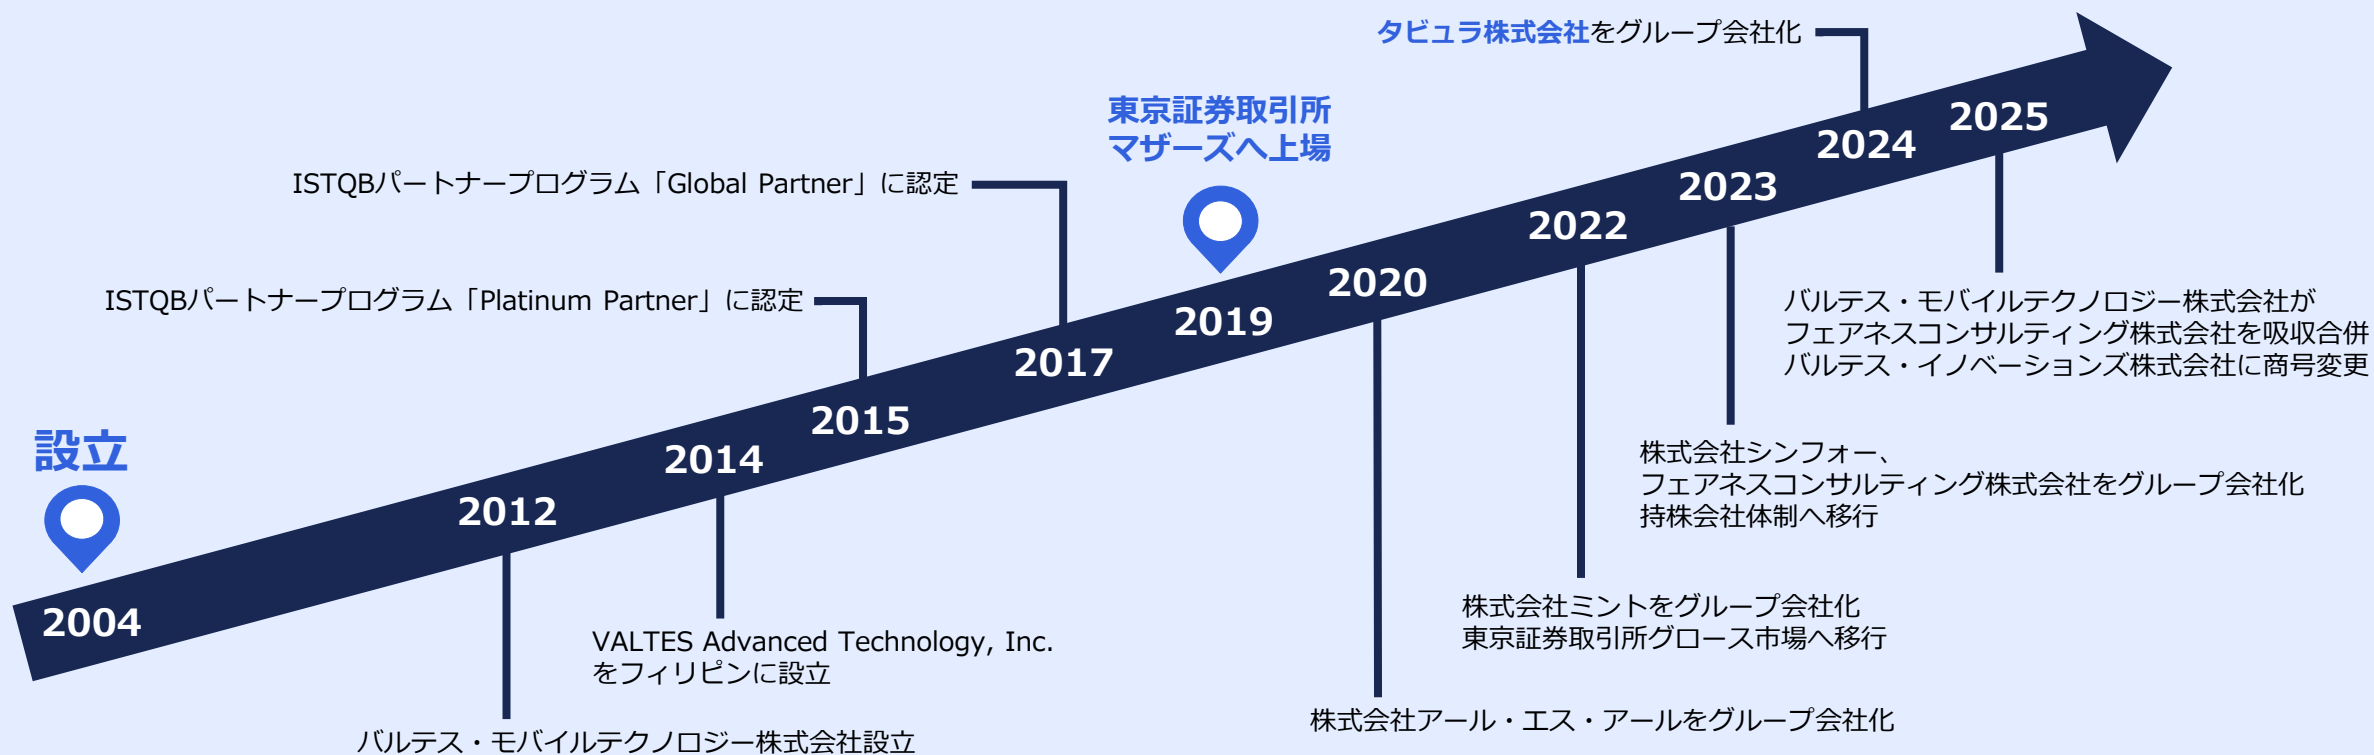 タビュラ株式会社をグループ会社化
東京証券取引所
マザーズへ上場
ISTQBパートナープログラム「Global Partner」に認定
ISTQBパートナープログラム「Platinum Partner」に認定
設立
2004
2012
2014
2015
2017
2019
2020
2022
2023
2024
2025
バルテス・モバイルテクノロジー株式会社が
フェアネスコンサルティング株式会社を吸収合併
バルテス・イノベーションズ株式会社に商号変更
株式会社シンフォー、
フェアネスコンサルティング株式会社をグループ会社化
持株会社体制へ移行
株式会社ミントをグループ会社化
東京証券取引所グロース市場へ移行
VALTES Advanced Technology, Inc.
をフィリピンに設立
株式会社アール・エス・アールをグループ会社化
バルテス・モバイルテクノロジー株式会社設立